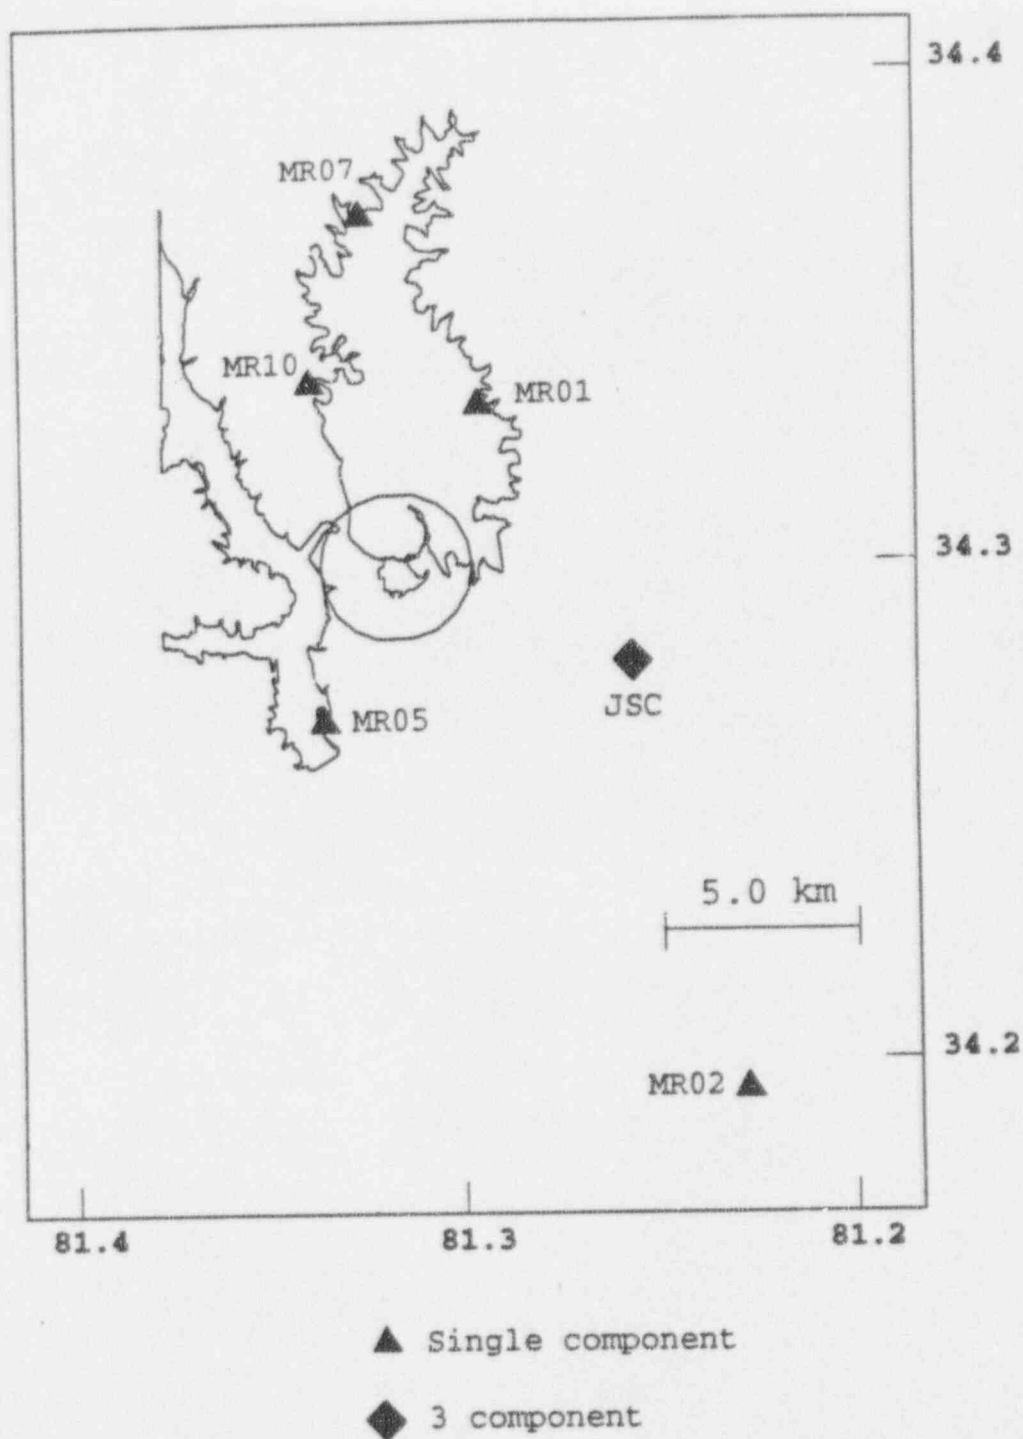 34.4
MR07
MR10
MR01
34.3
JSC
MR05
5.0 km
34.2
MR02
81.4
81.3
81.2
Single component
3 component